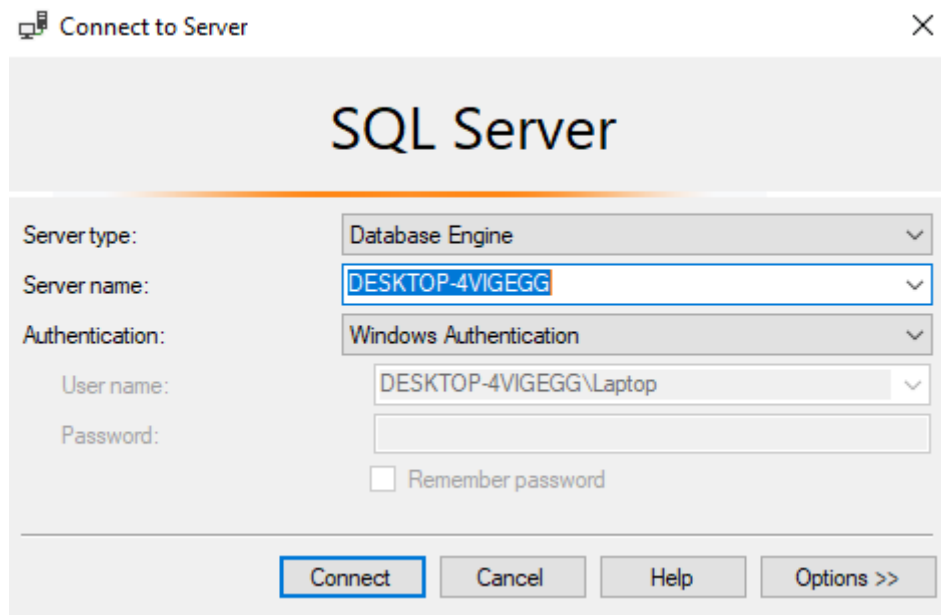 Connect to Server
SQL Server
Server type: Database Engine
Server name: DESKTOP-4VIGEGG
Authentication: Windows Authentication
User name: DESKTOP-4VIGEGG\Laptop
Password:
Remember password
Connect Cancel Help Options >>